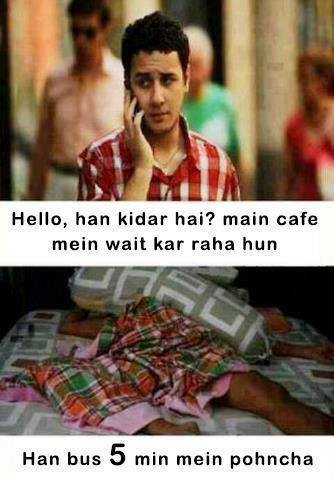 Hello, han kidar hai? main cafe
mein wait kar raha hun
Han bus 5 min mein pohncha